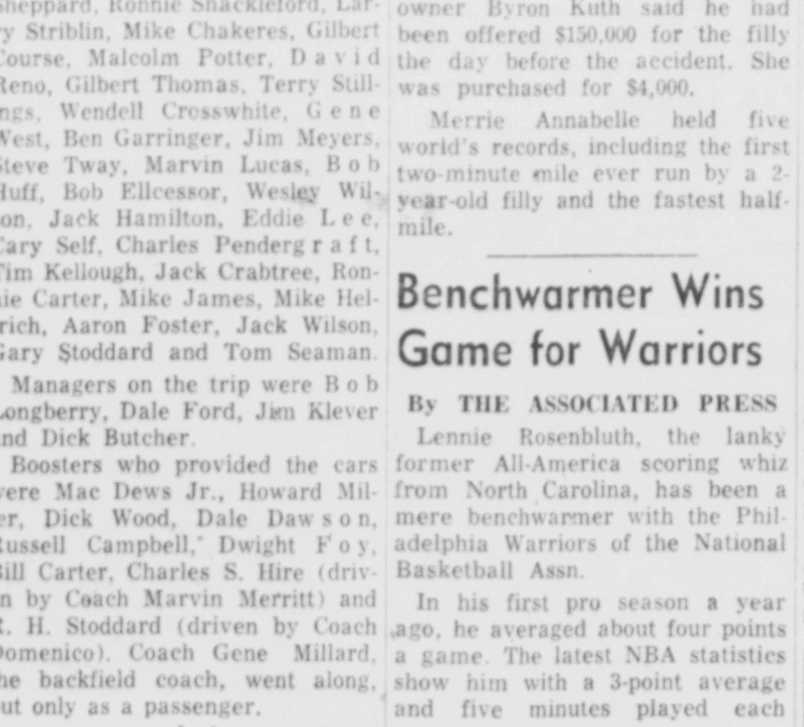 Sheppard, Ronnie Shackleford, Lar-
y Striblin, Mike Chakeres, Gilbert
Course, Malcolm Potter, David
Reno, Gilbert Thomas, Terry Still-
ngs, Wendell Crosswhite, Gene
West, Ben Garringer, Jim Meyers,
Steve Tway, Marvin Lucas, Bob
Huff, Bob Ellcessor, Wesley Wil-
on, Jack Hamilton, Eddie Lee,
Cary Self, Charles Pendergraft,
Tim Kellough, Jack Crabtree, Ron-
ie Carter, Mike James, Mike Hel-
rich, Aaron Foster, Jack Wilson,
Gary Stoddard and Tom Seaman.
Managers on the trip were Bob
Longberry, Dale Ford, Jim Klever
nd Dick Butcher.
Boosters who provided the cars
were Mac Dews Jr., Howard Mil-
er, Dick Wood, Dale Dawson,
Russell Campbell, Dwight Foy,
Bill Carter, Charles S. Hire (driv-
n by Coach Marvin Merritt) and
R. H. Stoddard (driven by Coach
Domenico). Coach Gene Millard,
he backfield coach, went along,
ut only as a passenger.
owner Byron Kuth said he had
been offered $150,000 for the filly
the day before the accident. She
was purchased for $4,000.
Merrie Annabelle held five
world's records, including the first
two-minute mile ever run by a 2-
year-old filly and the fastest half-
mile.
Benchwarmer Wins
Game for Warriors
By THE ASSOCIATED PRESS
Lennie Rosenbluth, the lanky
former All-America scoring whiz
from North Carolina, has been a
mere benchwarmer with the Phil-
adelphia Warriors of the National
Basketball Assn.
In his first pro season a year
ago, he averaged about four points
a game. The latest NBA statistics
show him with a 3-point average
and five minutes played each